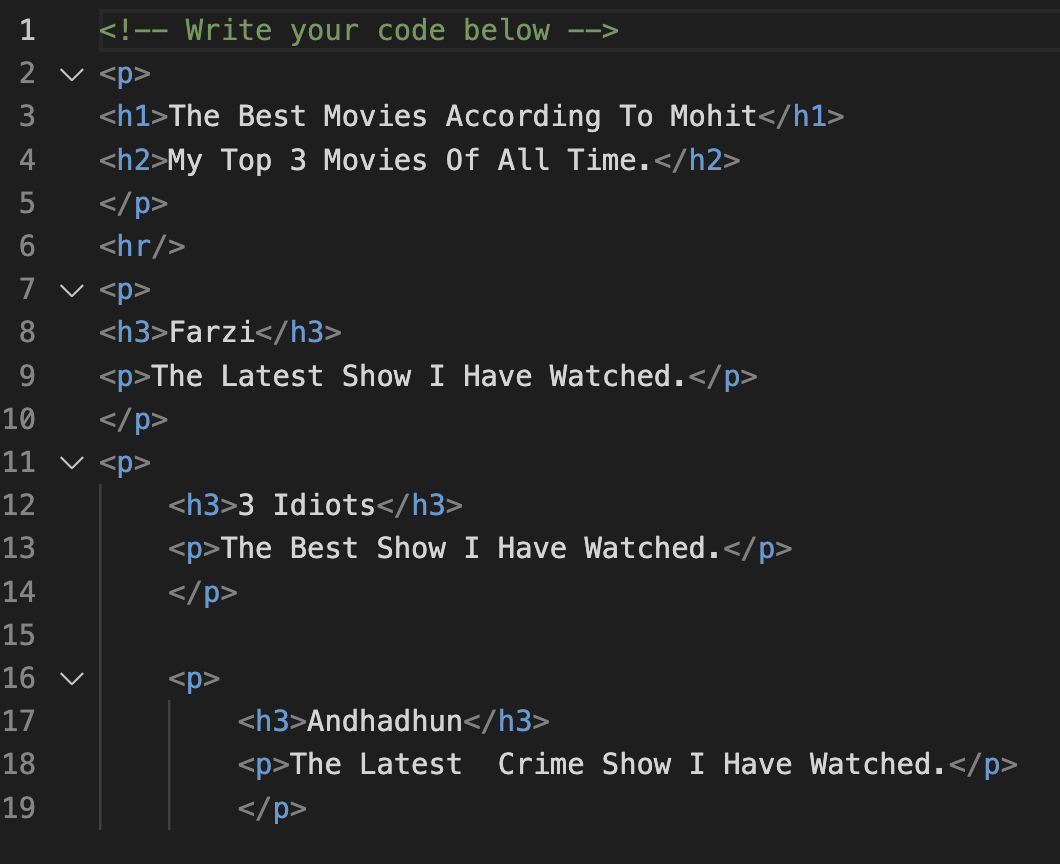 1 <!-- Write your code below -->
2 <p>
3 <h1>The Best Movies According To Mohit</h1>
4 <h2>My Top 3 Movies Of All Time.</h2>
5 </p>
6 <hr/>
7 <p>
8 <h3>Farzi</h3>
9 <p>The Latest Show I Have Watched.</p>
10 </p>
11 <p>
12     <h3>3 Idiots</h3>
13     <p>The Best Show I Have Watched.</p>
14     </p>
15
16     <p>
17         <h3>Andhadhun</h3>
18         <p>The Latest  Crime Show I Have Watched.</p>
19         </p>